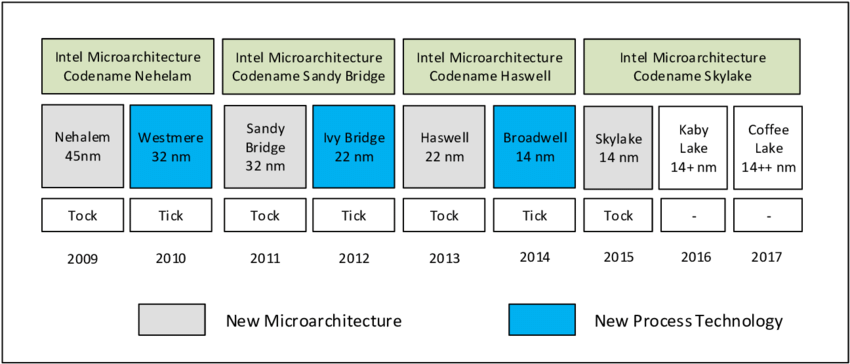 Intel Microarchitecture
Codename Nehelam
Intel Microarchitecture
Codename Sandy Bridge
Intel Microarchitecture
Codename Haswell
Intel Microarchitecture
Codename Skylake
Nehalem
45nm
Westmere
32 nm
Sandy
Bridge
32 nm
Ivy Bridge
22 nm
Haswell
22 nm
Broadwell
14 nm
Skylake
14 nm
Kaby
Lake
14+ nm
Coffee
Lake
14++ nm
Tock
Tick
Tock
Tick
Tock
Tick
Tock
-
-
2009
2010
2011
2012
2013
2014
2015
2016
2017
New Microarchitecture
New Process Technology